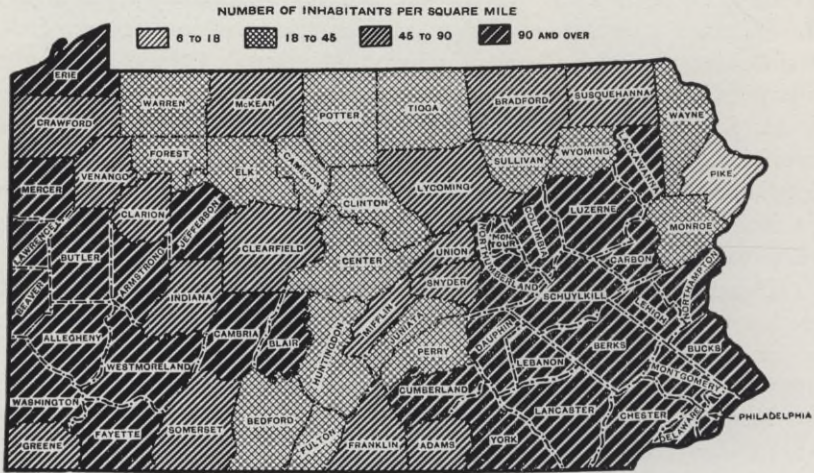 NUMBER OF INHABITANTS PER SQUARE MILE
6 TO 18
18 TO 45
45 TO 90
90 AND OVER
ERIE
CRAWFORD
WARREN
McKEAN
POTTER
TIOGA
BRADFORD
SUSQUEHANNA
WAYNE
MERCER
VENANGO
FOREST
ELK
CAMERON
CLINTON
LYCOMING
SULLIVAN
WYOMING
LACKAWANNA
PIKE
LAWRENCE
BUTLER
CLARION
JEFFERSON
CLEARFIELD
CENTER
UNION
NORTHUMBERLAND
MONTOUR
COLUMBIA
LUZERNE
MONROE
CARBON
BEAVER
ARMSTRONG
INDIANA
CAMBRIA
BLAIR
HUNTINGDON
MIFFLIN
SNYDER
JUNIATA
PERRY
DAUPHIN
SCHUYLKILL
LEHIGH
NORTHAMPTON
ALLEGHENY
WESTMORELAND
LEBANON
BERKS
BUCKS
MONTGOMERY
WASHINGTON
GREENE
FAYETTE
SOMERSET
BEDFORD
FULTON
FRANKLIN
CUMBERLAND
ADAMS
YORK
LANCASTER
CHESTER
DELAWARE
PHILADELPHIA